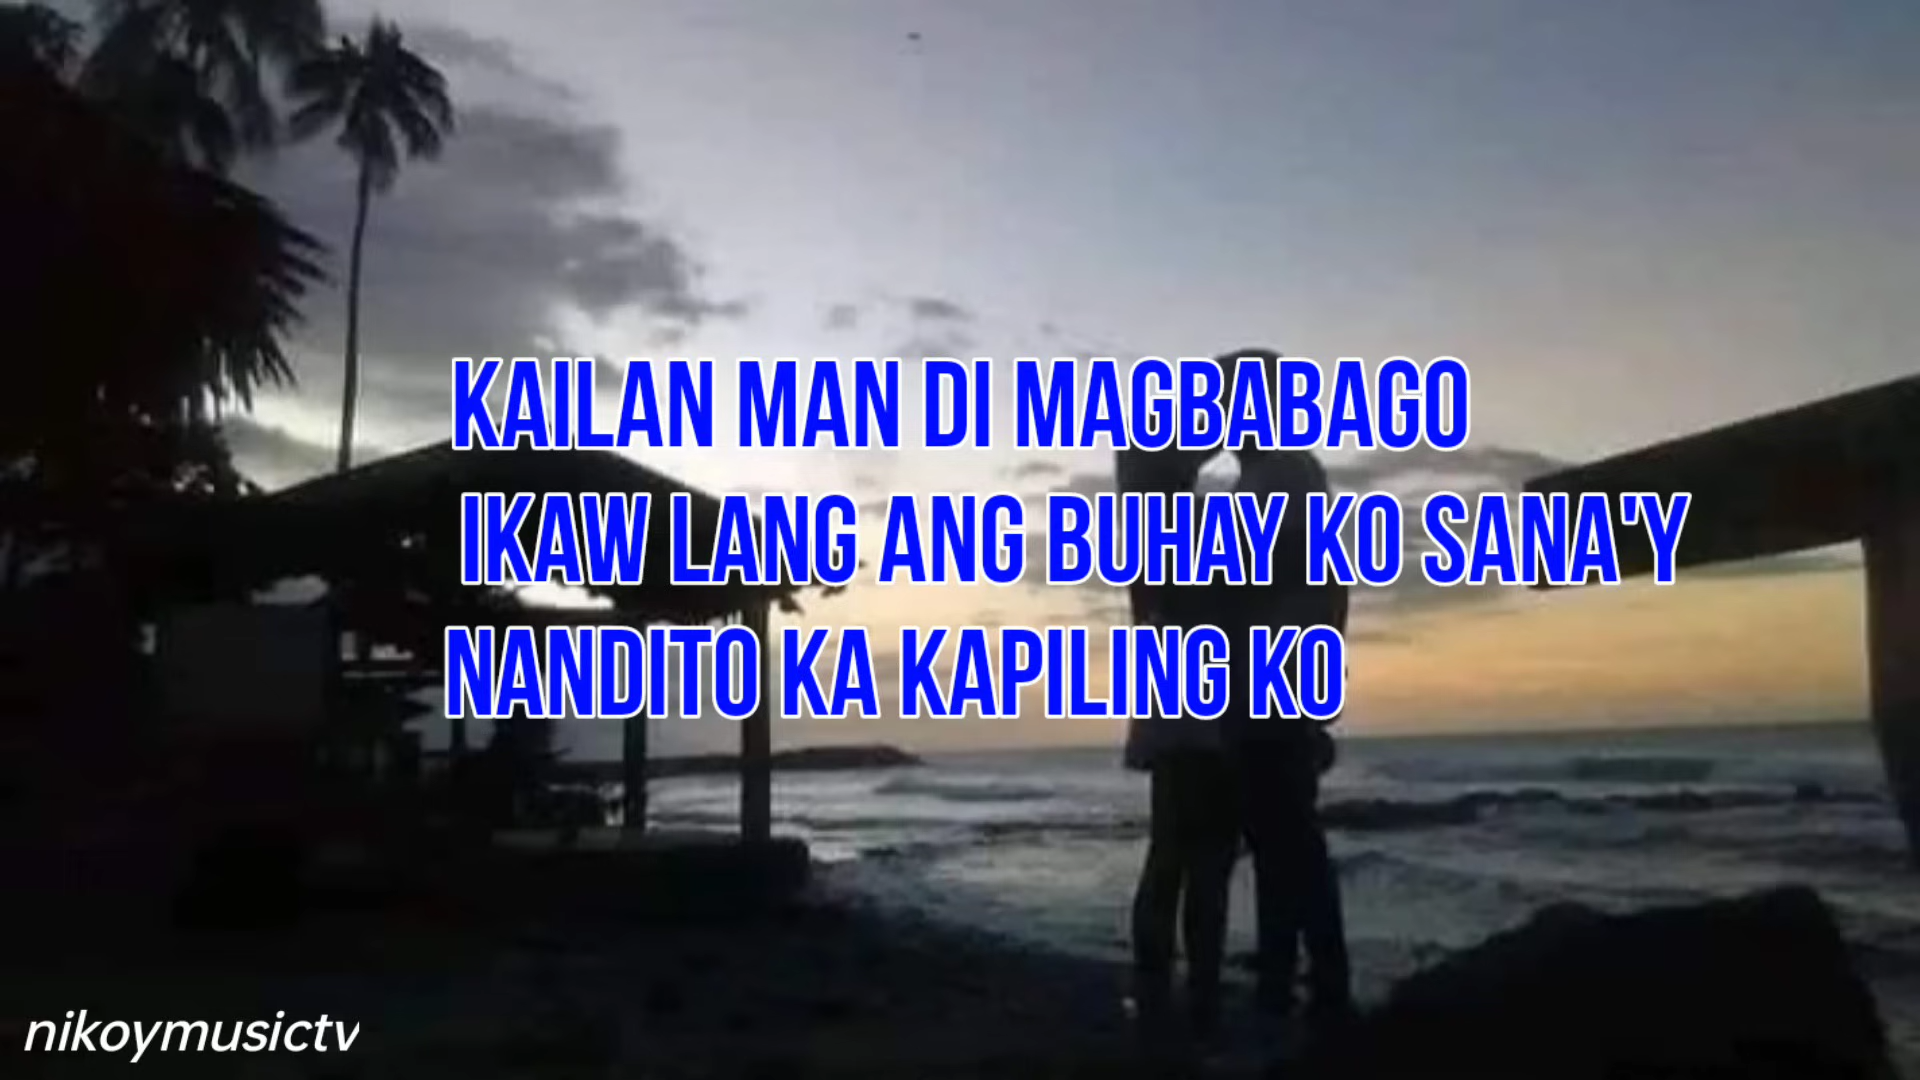 KAILAN MAN DI MAGBABAGO
IKAW LANG ANG BUHAY KO SANA'Y
NANDITO KA KAPILING KO
nikoymusictv